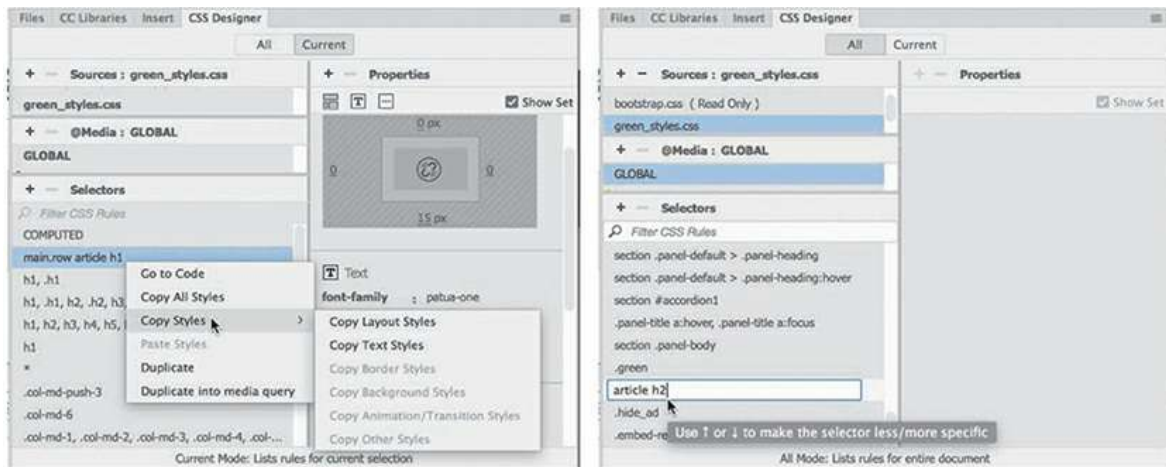 Files CC Libraries Insert CSS Designer
All Current
+ − Sources : green_styles.css
green_styles.css
+ − @Media : GLOBAL
GLOBAL
+ − Selectors
Filter CSS Rules
COMPUTED
main.row article h1
h1, .h1
h1, .h1, h2, .h2, h3,
h1, h2, h3, h4, h5,
h1
*
.col-md-push-3
.col-md-6
.col-md-1, .col-md-2, .col-md-3, .col-md-4, .col-...
Go to Code
Copy All Styles
Copy Styles >
Paste Styles
Duplicate
Duplicate into media query
Copy Layout Styles
Copy Text Styles
Copy Border Styles
Copy Background Styles
Copy Animation/Transition Styles
Copy Other Styles
+ − Properties
T
Show Set
0 px
0 0
15 px
T Text
font-family : patua-one
Current Mode: Lists rules for current selection
Files CC Libraries Insert CSS Designer
All Current
+ − Sources : green_styles.css
bootstrap.css ( Read Only )
green_styles.css
+ − @Media : GLOBAL
GLOBAL
+ − Selectors
Filter CSS Rules
section .panel-default > .panel-heading
section .panel-default > .panel-heading:hover
section #accordion1
.panel-title a:hover, .panel-title a:focus
section .panel-body
.green
article h2
.hide_ad
.embed-re
Use ↑ or ↓ to make the selector less/more specific
+ − Properties
Show Set
All Mode: Lists rules for entire document